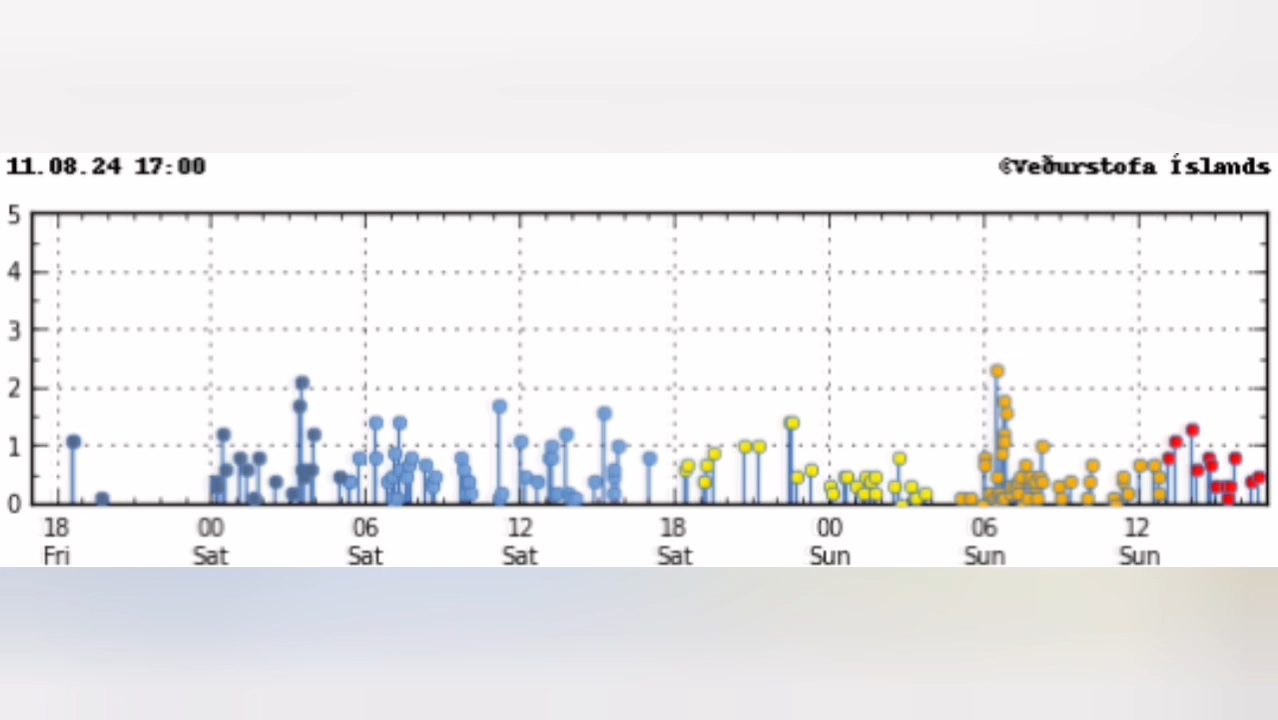 11.08.24 17:00 ©Veðurstofa Íslands
5
4
3
2
1
0
18 00 06 12 18 00 06 12
Fri Sat Sat Sat Sat Sun Sun Sun